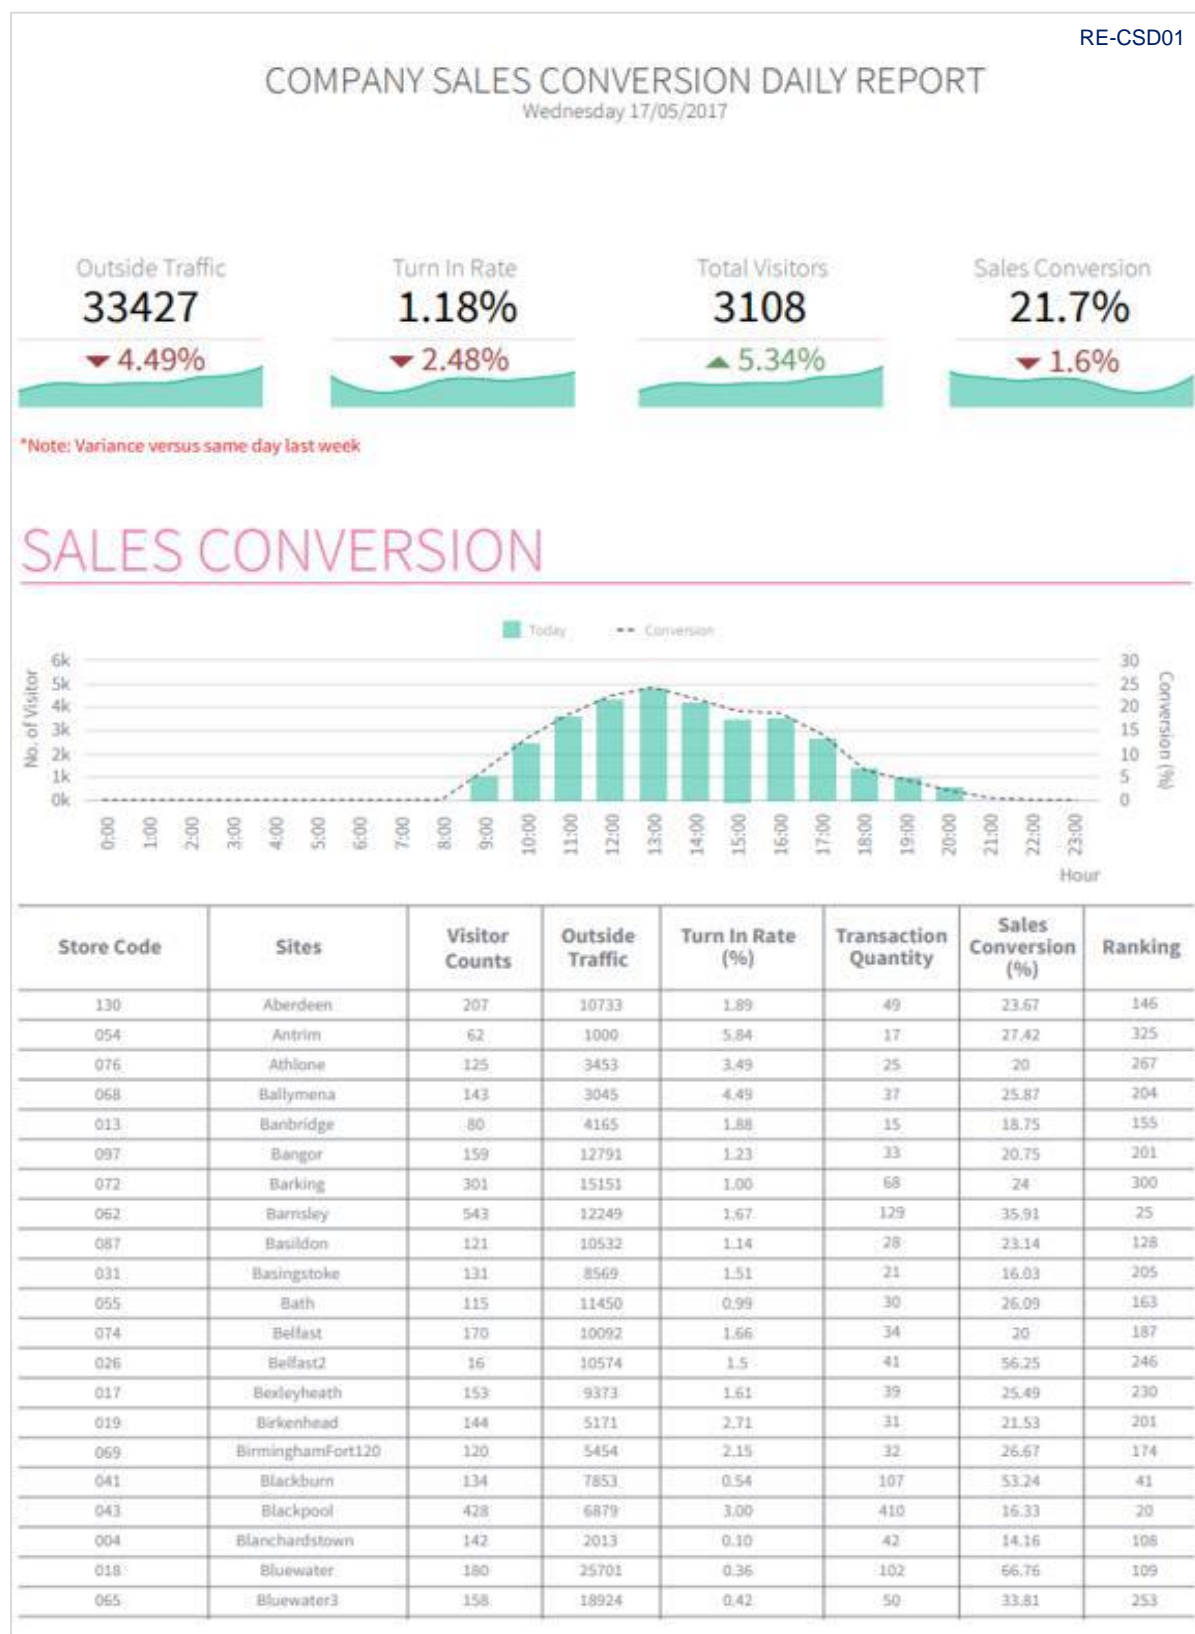 RE-CSD01
COMPANY SALES CONVERSION DAILY REPORT
Wednesday 17/05/2017
Outside Traffic Turn In Rate Total Visitors Sales Conversion
33427 1.18% 3108 21.7%
▼ 4.49% ▼ 2.48% ▲ 5.34% ▼ 1.6%
*Note: Variance versus same day last week
SALES CONVERSION
Today Conversion
No. of Visitor
6k
5k
4k
3k
2k
1k
0k
30
25
20
15
10
5
0
Conversion (%)
0:00 1:00 2:00 3:00 4:00 5:00 6:00 7:00 8:00 9:00 10:00 11:00 12:00 13:00 14:00 15:00 16:00 17:00 18:00 19:00 20:00 21:00 22:00 23:00
Hour
Store Code Sites Visitor Counts Outside Traffic Turn In Rate (%) Transaction Quantity Sales Conversion (%) Ranking
130 Aberdeen 207 10733 1.89 49 23.67 146
054 Antrim 62 1000 5.84 17 27.42 325
076 Athlone 125 3453 3.49 25 20 267
068 Ballymena 143 3045 4.49 37 25.87 204
013 Banbridge 80 4165 1.88 15 18.75 155
097 Bangor 159 12791 1.23 33 20.75 201
072 Barking 301 15151 1.00 68 24 300
062 Barnsley 543 12249 1.67 129 35.91 25
087 Basildon 121 10532 1.14 28 23.14 128
031 Basingstoke 131 8569 1.51 21 16.03 205
055 Bath 115 11450 0.99 30 26.09 163
074 Belfast 170 10092 1.66 34 20 187
026 Belfast2 16 10574 1.5 41 56.25 246
017 Bexleyheath 153 9373 1.61 39 25.49 230
019 Birkenhead 144 5171 2.71 31 21.53 201
069 BirminghamFort120 120 5454 2.15 32 26.67 174
041 Blackburn 134 7853 0.54 107 53.24 41
043 Blackpool 428 6879 3.00 410 16.33 20
004 Blanchardstown 142 2013 0.10 42 14.16 108
018 Bluewater 180 25701 0.36 102 66.76 109
065 Bluewater3 158 18924 0.42 50 33.81 253